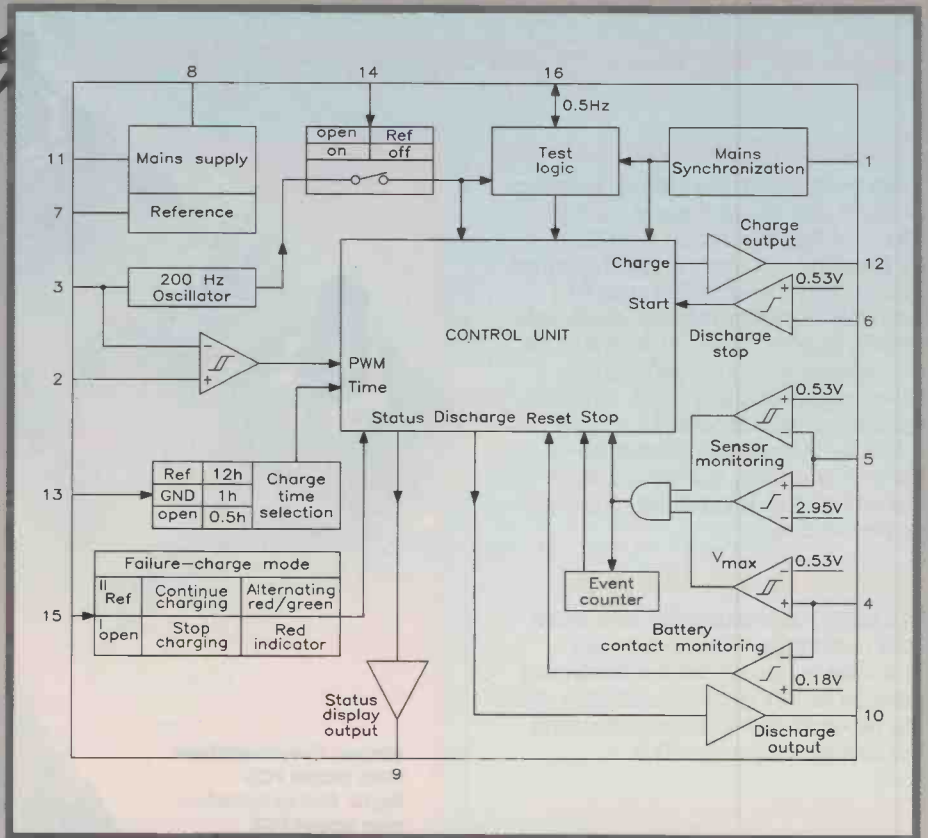 8
14
16
0.5Hz
open Ref
on off
11
Mains supply
Test logic
Mains Synchronization
1
7
Reference
Charge output
12
Charge
0.53V
+
−
3
200 Hz Oscillator
Start
6
Discharge stop
CONTROL UNIT
−
+
PWM
2
Time
Status Discharge Reset Stop
0.53V
+
−
Sensor monitoring
5
13
Ref 12h
GND 1h
open 0.5h
Charge time selection
+
−
2.95V
Failure-charge mode
II Ref Continue charging Alternating red/green
I open Stop charging Red indicator
15
Vmax
0.53V
−
+
4
Event counter
Battery contact monitoring
−
+
0.18V
Status display output
10
Discharge output
9